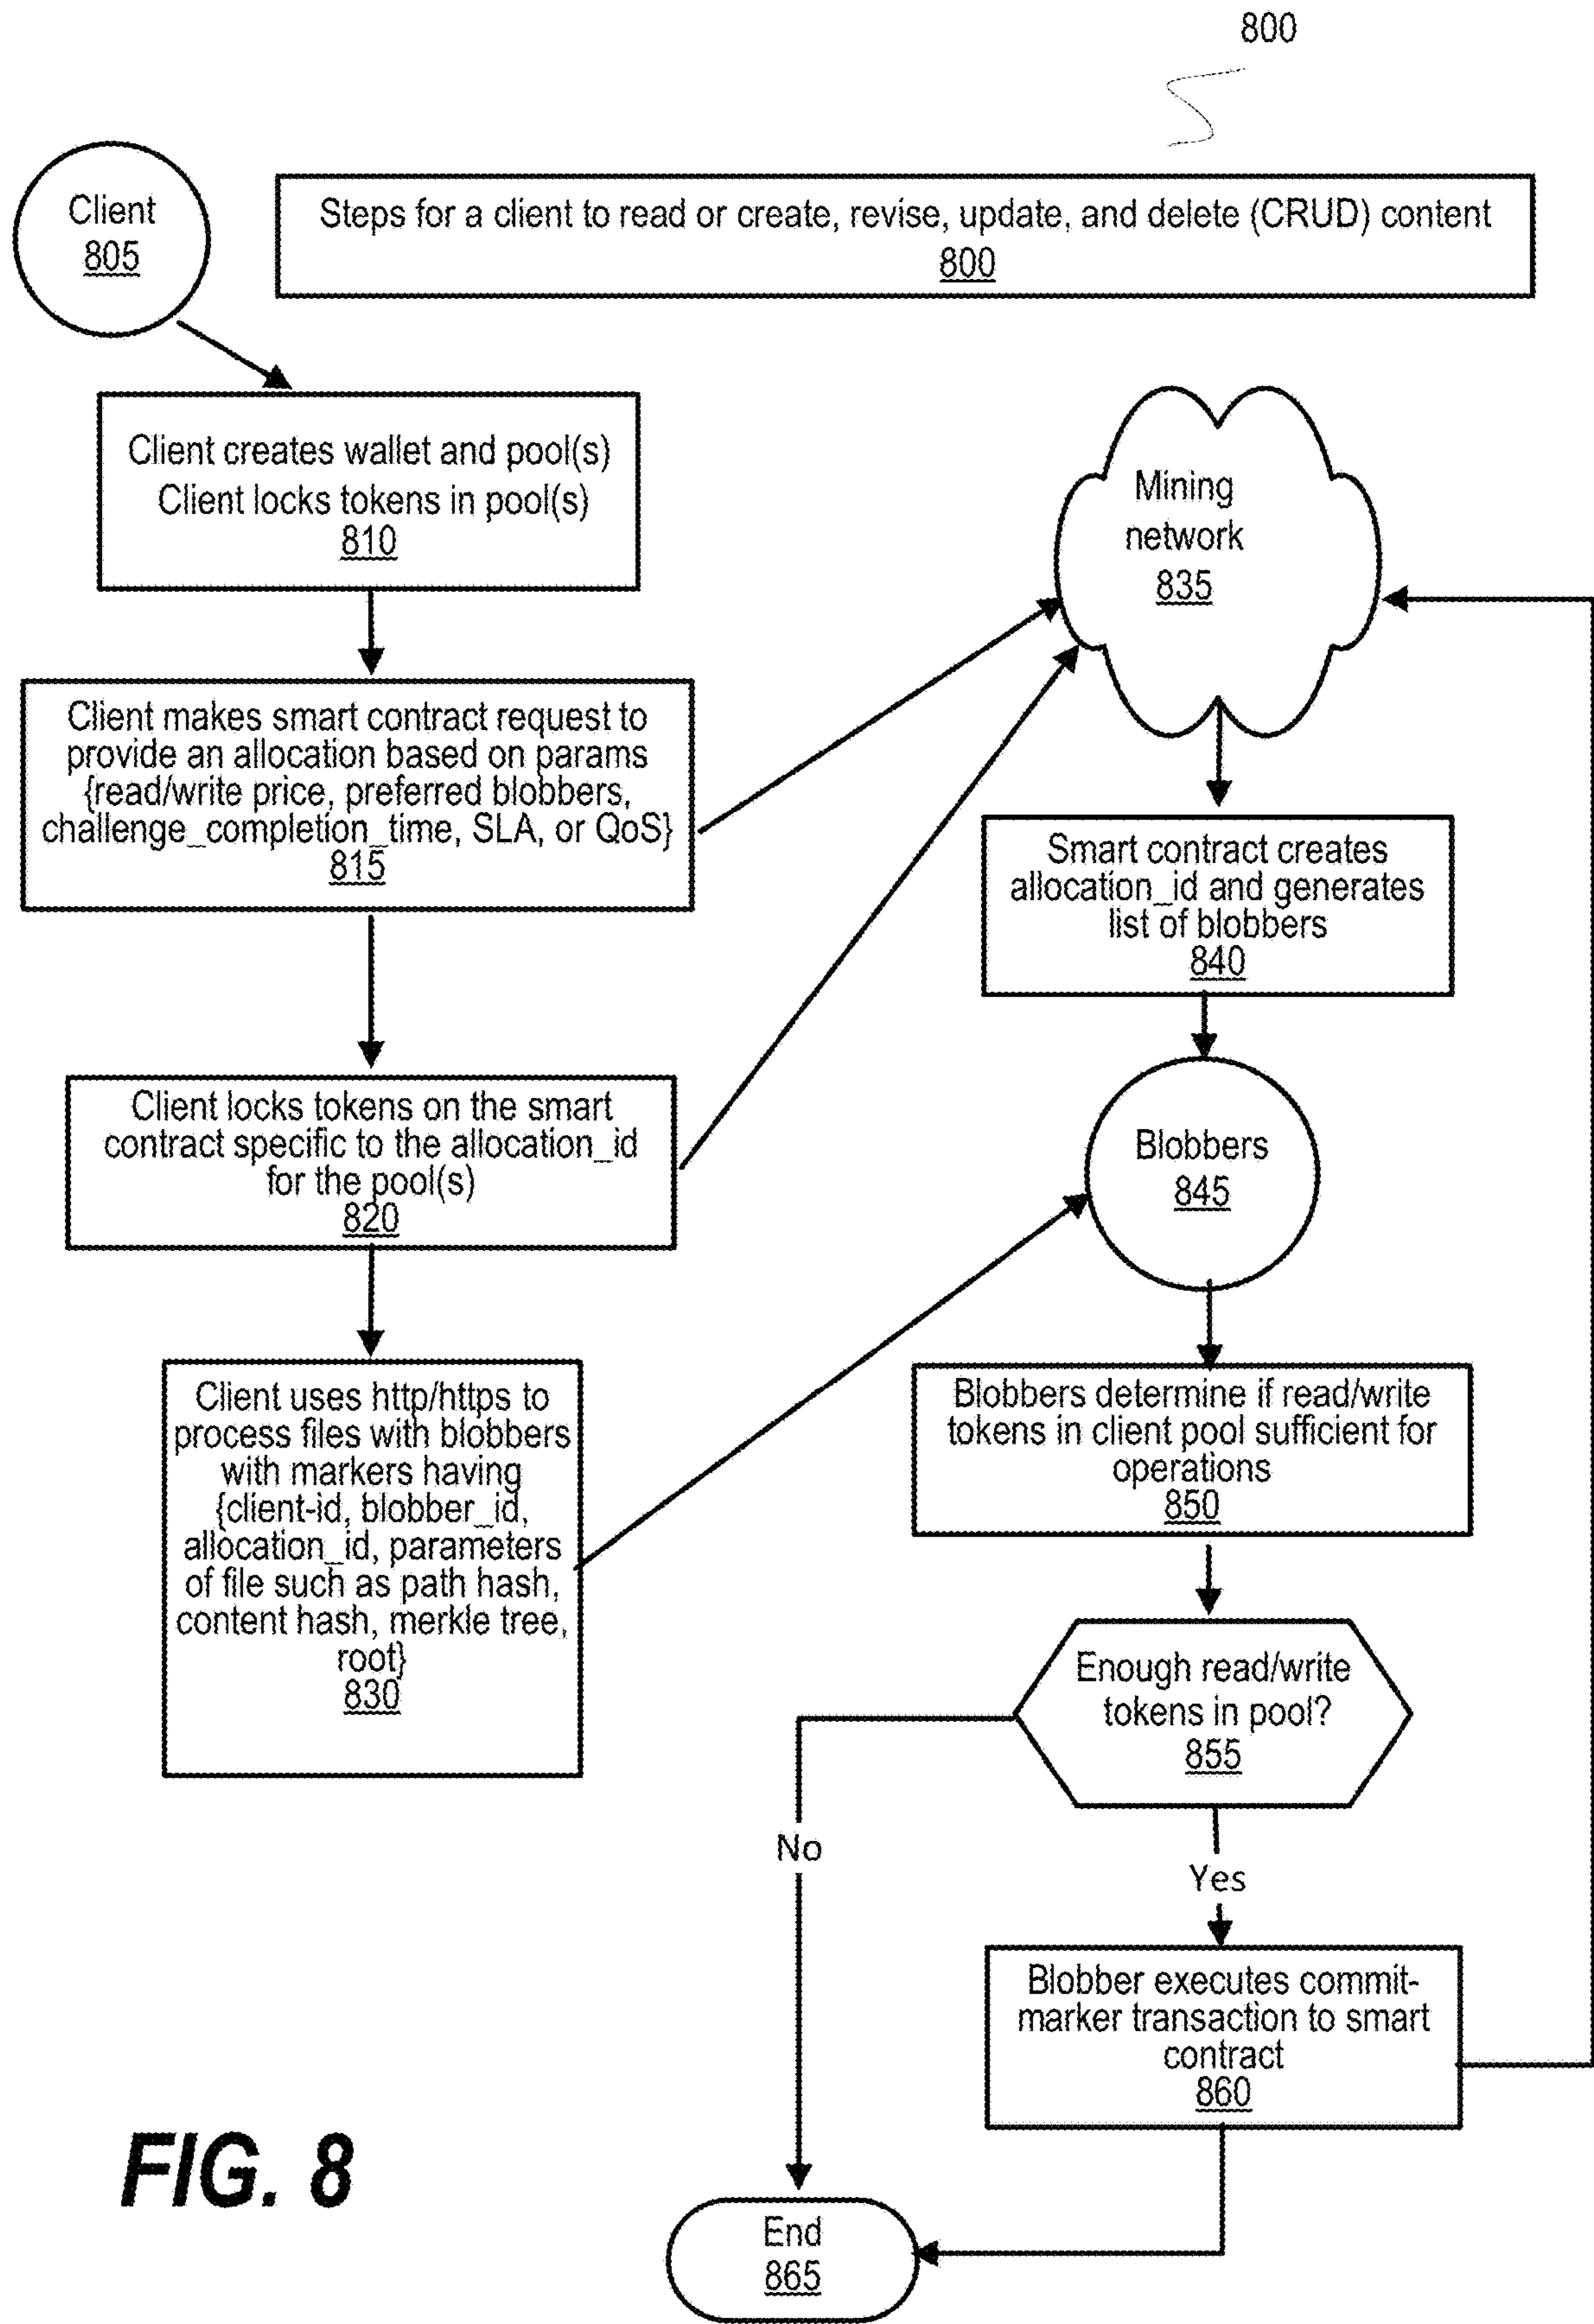 800
Client
805
Steps for a client to read or create, revise, update, and delete (CRUD) content
800
Client creates wallet and pool(s)
Client locks tokens in pool(s)
810
Client makes smart contract request to
provide an allocation based on params
{read/write price, preferred blobbers,
challenge_completion_time, SLA, or QoS}
815
Client locks tokens on the smart
contract specific to the allocation_id
for the pool(s)
820
Client uses http/https to
process files with blobbers
with markers having
{client-id, blobber_id,
allocation_id, parameters
of file such as path hash,
content hash, merkle tree,
root}
830
Mining
network
835
Smart contract creates
allocation_id and generates
list of blobbers
840
Blobbers
845
Blobbers determine if read/write
tokens in client pool sufficient for
operations
850
Enough read/write
tokens in pool?
855
No
Yes
Blobber executes commit-
marker transaction to smart
contract
860
End
865
FIG. 8